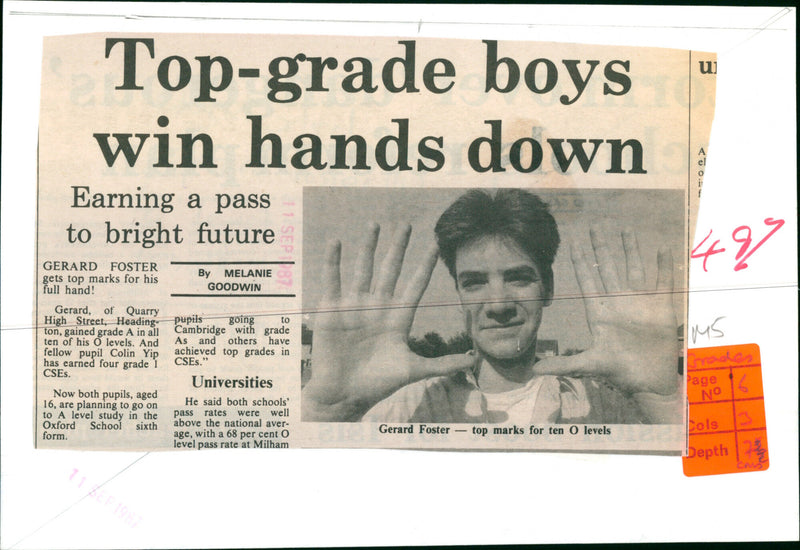 Top-grade boys
win hands down
Earning a pass
to bright future
By MELANIE
GOODWIN
GERARD FOSTER
gets top marks for his
full hand!
Gerard, of Quarry
High Street, Heading-
ton, gained grade A in all
ten of his O levels. And
fellow pupil Colin Yip
has earned four grade 1
CSEs.
Now both pupils, aged
16, are planning to go on
to A level study in the
Oxford School sixth
form.
pupils going to
Cambridge with grade
As and others have
achieved top grades in
CSEs."
Universities
He said both schools'
pass rates were well
above the national aver-
age, with a 68 per cent O
level pass rate at Milham
Gerard Foster — top marks for ten O levels
11 SEP 1987
11 SEP 1987
M5
Grades
Page 6
No
Cols 3
Depth 7